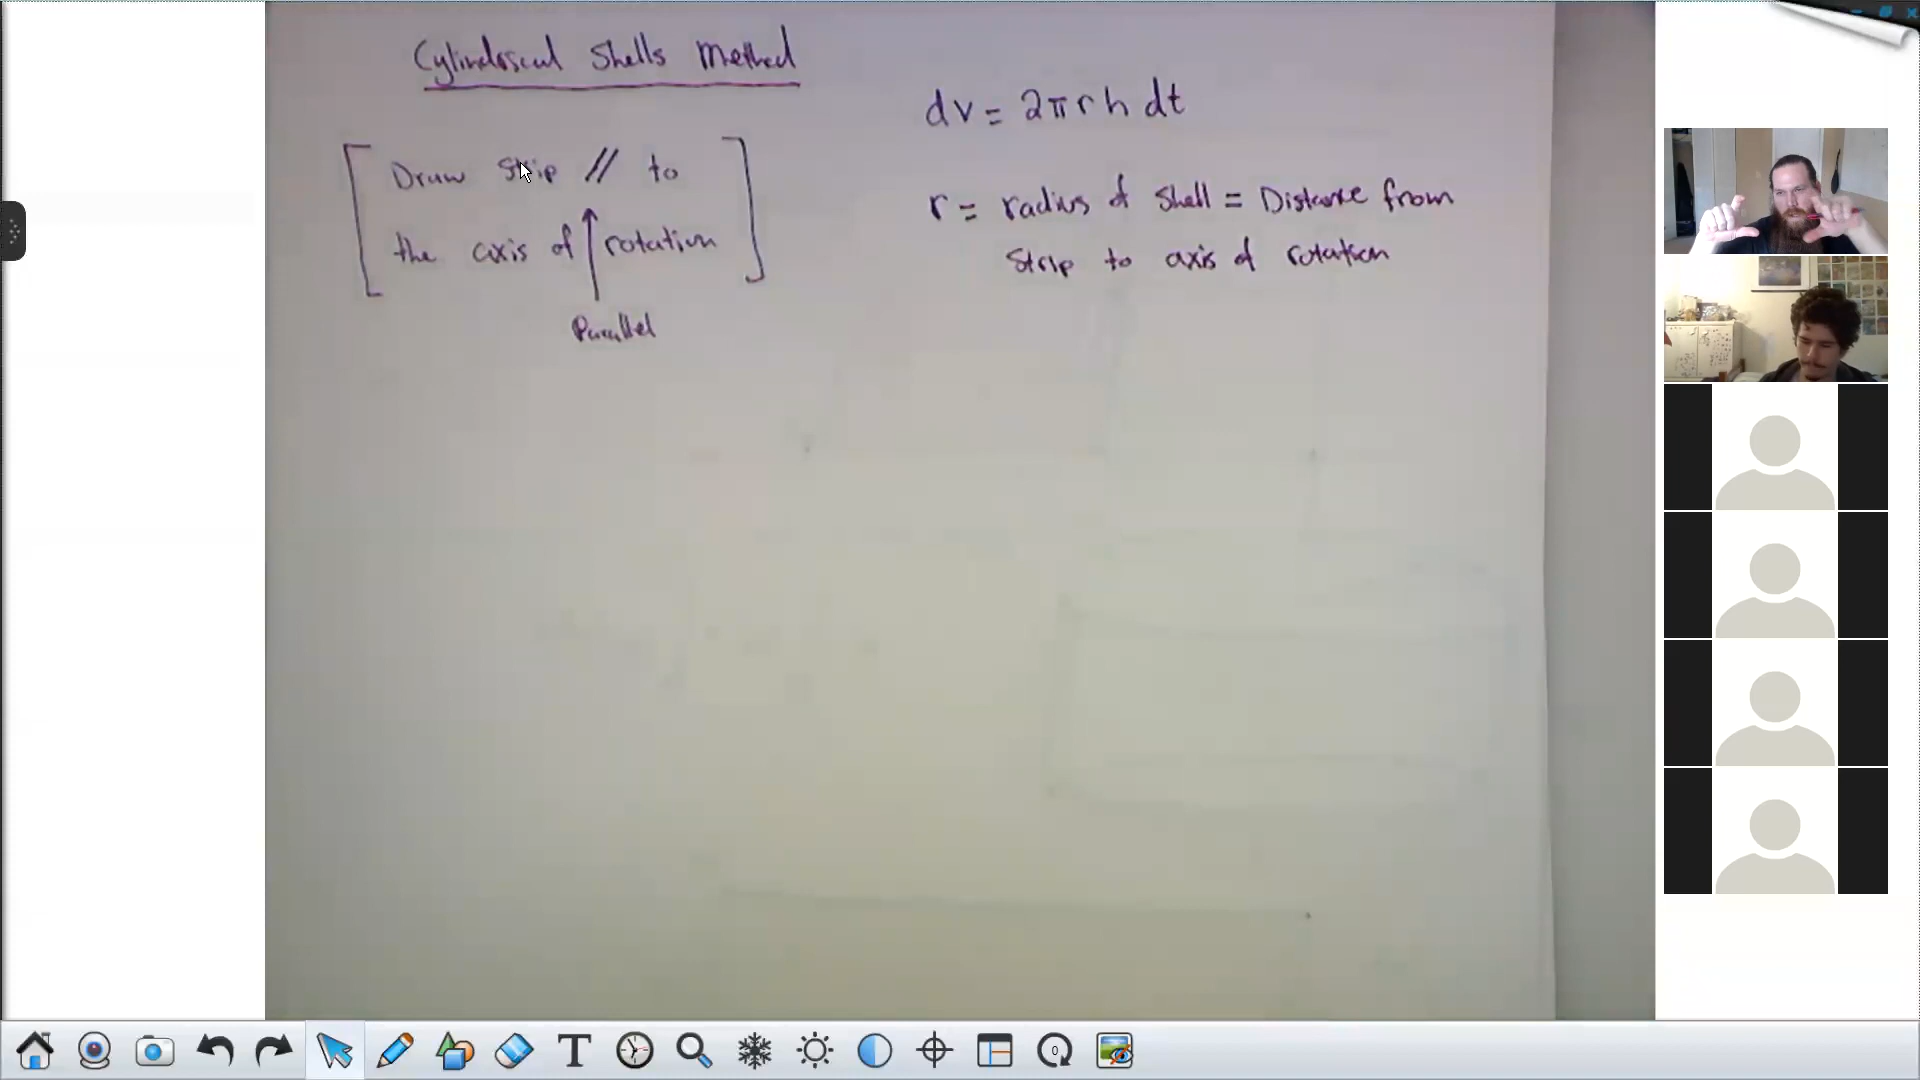 Cylindrical Shells Method
Draw Strip // to
the axis of rotation
Parallel
dv = 2πrh dt
r = radius of Shell = Distance from
Strip to axis of rotation
T
0